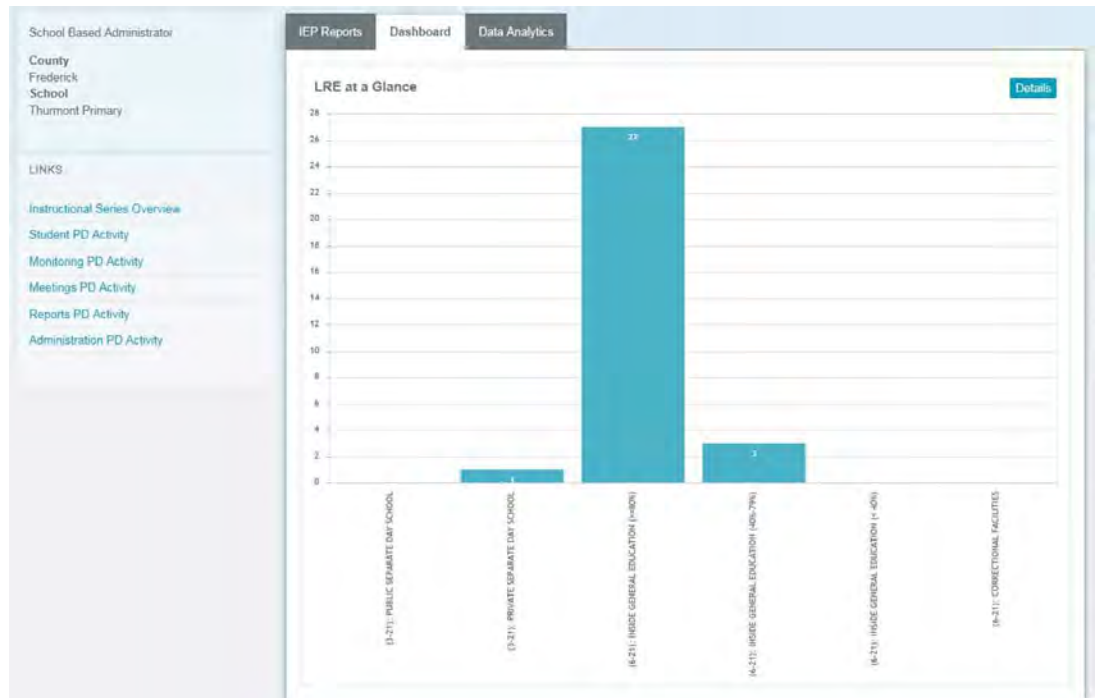 School Based Administrator
County
Frederick
School
Thurmont Primary
LINKS
Instructional Series Overview
Student PD Activity
Monitoring PD Activity
Meetings PD Activity
Reports PD Activity
Administration PD Activity
IEP Reports
Dashboard
Data Analytics
LRE at a Glance
Details
28
26
24
22
20
18
16
14
12
10
8
6
4
2
0
1
27
3
(3-21): PUBLIC SEPARATE DAY SCHOOL
(3-21): PRIVATE SEPARATE DAY SCHOOL
(6-21): INSIDE GENERAL EDUCATION (>=80%)
(6-21): INSIDE GENERAL EDUCATION (40%-79%)
(6-21): INSIDE GENERAL EDUCATION (< 40%)
(6-21): CORRECTIONAL FACILITIES